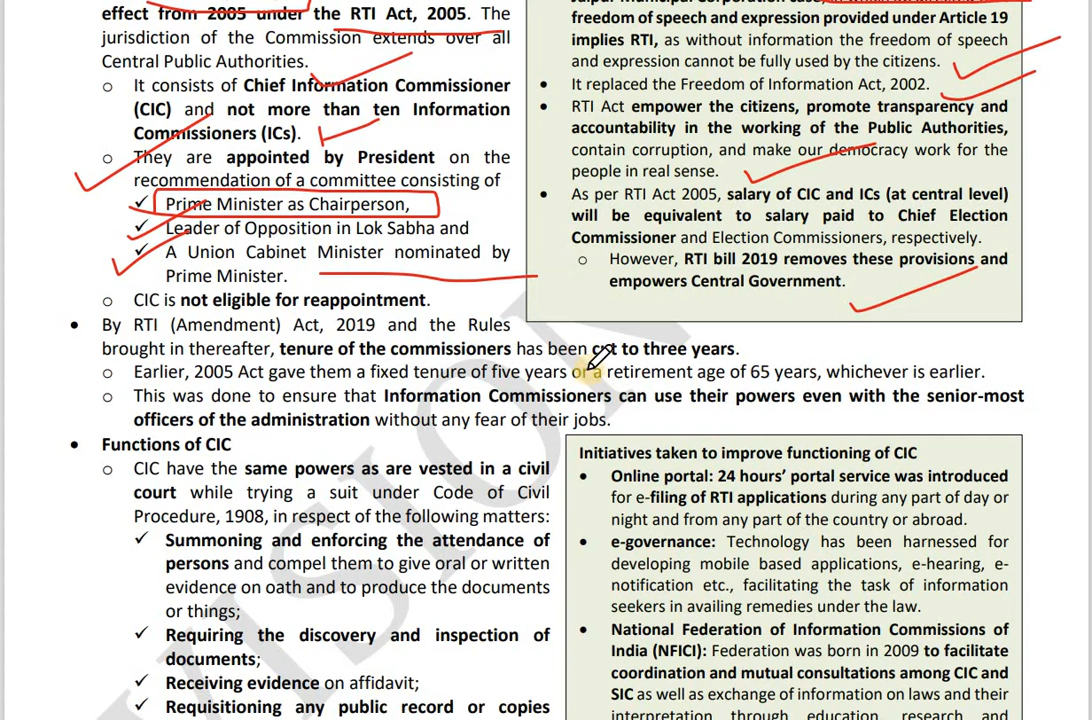 effect from 2005 under the RTI Act, 2005. The
jurisdiction of the Commission extends over all
Central Public Authorities.
o It consists of Chief Information Commissioner
(CIC) and not more than ten Information
Commissioners (ICs).
o They are appointed by President on the
recommendation of a committee consisting of
✓ Prime Minister as Chairperson,
✓ Leader of Opposition in Lok Sabha and
✓ A Union Cabinet Minister nominated by
Prime Minister.
o CIC is not eligible for reappointment.
• By RTI (Amendment) Act, 2019 and the Rules
brought in thereafter, tenure of the commissioners has been cut to three years.
o Earlier, 2005 Act gave them a fixed tenure of five years or a retirement age of 65 years, whichever is earlier.
o This was done to ensure that Information Commissioners can use their powers even with the senior-most
officers of the administration without any fear of their jobs.
• Functions of CIC
o CIC have the same powers as are vested in a civil
court while trying a suit under Code of Civil
Procedure, 1908, in respect of the following matters:
✓ Summoning and enforcing the attendance of
persons and compel them to give oral or written
evidence on oath and to produce the documents
or things;
✓ Requiring the discovery and inspection of
documents;
✓ Receiving evidence on affidavit;
✓ Requisitioning any public record or copies
freedom of speech and expression provided under Article 19
implies RTI, as without information the freedom of speech
and expression cannot be fully used by the citizens.
• It replaced the Freedom of Information Act, 2002.
• RTI Act empower the citizens, promote transparency and
accountability in the working of the Public Authorities,
contain corruption, and make our democracy work for the
people in real sense.
• As per RTI Act 2005, salary of CIC and ICs (at central level)
will be equivalent to salary paid to Chief Election
Commissioner and Election Commissioners, respectively.
o However, RTI bill 2019 removes these provisions and
empowers Central Government.
Initiatives taken to improve functioning of CIC
• Online portal: 24 hours' portal service was introduced
for e-filing of RTI applications during any part of day or
night and from any part of the country or abroad.
• e-governance: Technology has been harnessed for
developing mobile based applications, e-hearing, e-
notification etc., facilitating the task of information
seekers in availing remedies under the law.
• National Federation of Information Commissions of
India (NFICI): Federation was born in 2009 to facilitate
coordination and mutual consultations among CIC and
SIC as well as exchange of information on laws and their
interpretation through education, research and
VISION